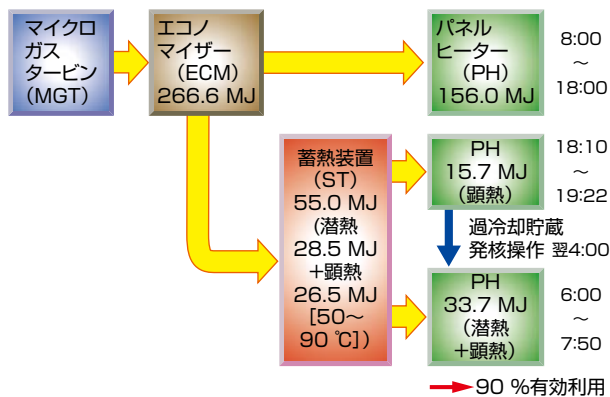 マイクロ
ガス
タービン
(MGT)
エコノ
マイザー
(ECM)
266.6 MJ
パネル
ヒーター
(PH)
156.0 MJ
8:00
~
18:00
蓄熱装置
(ST)
55.0 MJ
(潜熱
28.5 MJ
+顕熱
26.5 MJ
[50~
90 ℃])
PH
15.7 MJ
(顕熱)
18:10
~
19:22
過冷却貯蔵
発核操作 翌4:00
PH
33.7 MJ
(潜熱
+顕熱)
6:00
~
7:50
90 %有効利用